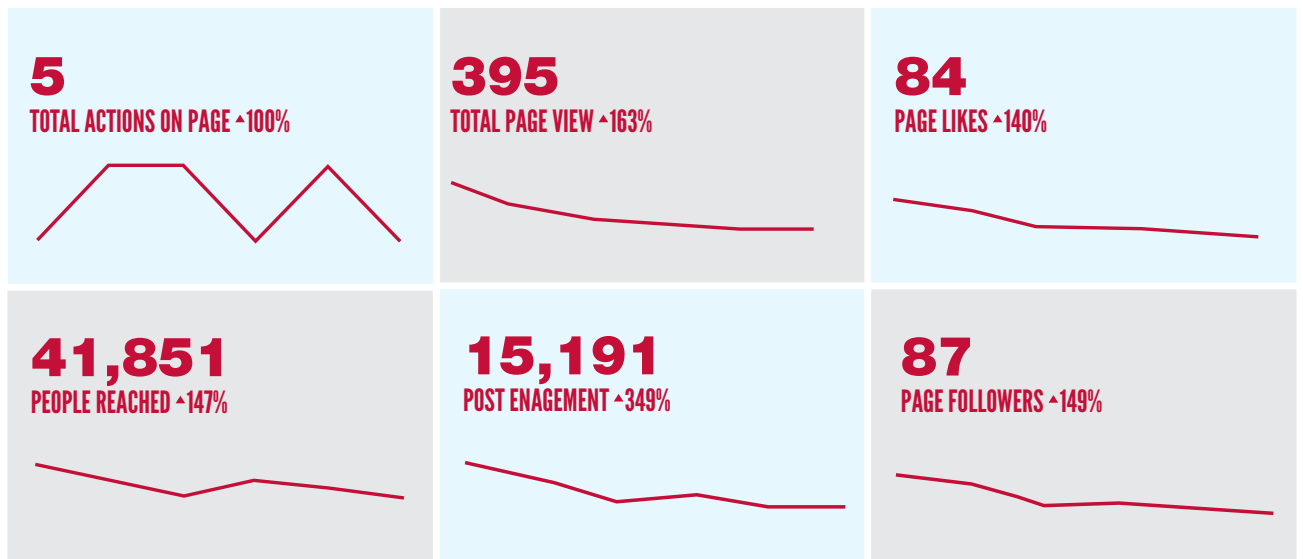 5
TOTAL ACTIONS ON PAGE ▲100%
395
TOTAL PAGE VIEW ▲163%
84
PAGE LIKES ▲140%
41,851
PEOPLE REACHED ▲147%
15,191
POST ENAGEMENT ▲349%
87
PAGE FOLLOWERS ▲149%